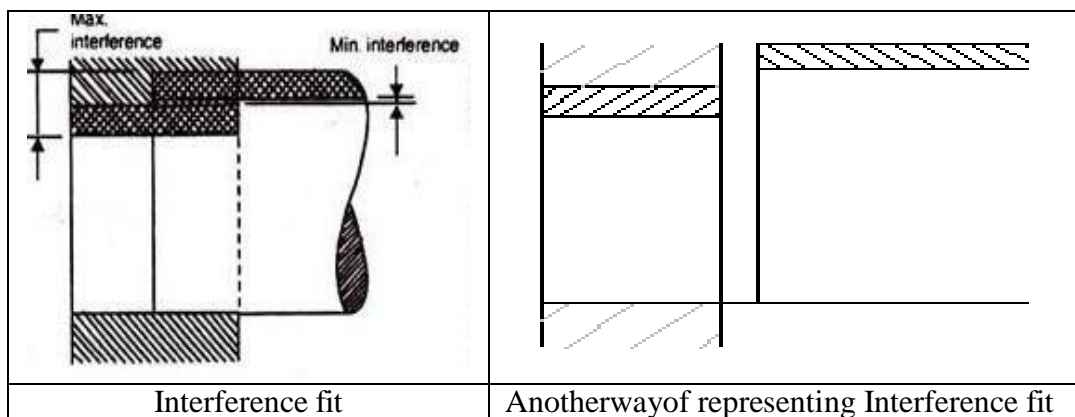 Max.
interference
Min. interference
Interference fit
Anotherwayof representing Interference fit